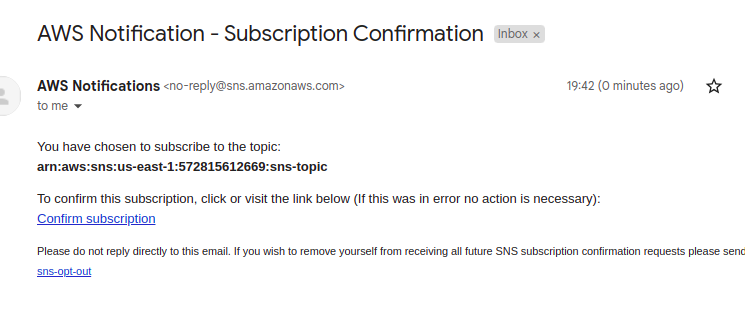 AWS Notification - Subscription Confirmation Inbox ×
AWS Notifications <no-reply@sns.amazonaws.com> 19:42 (0 minutes ago)
to me
You have chosen to subscribe to the topic:
arn:aws:sns:us-east-1:572815612669:sns-topic
To confirm this subscription, click or visit the link below (If this was in error no action is necessary):
Confirm subscription
Please do not reply directly to this email. If you wish to remove yourself from receiving all future SNS subscription confirmation requests please send
sns-opt-out